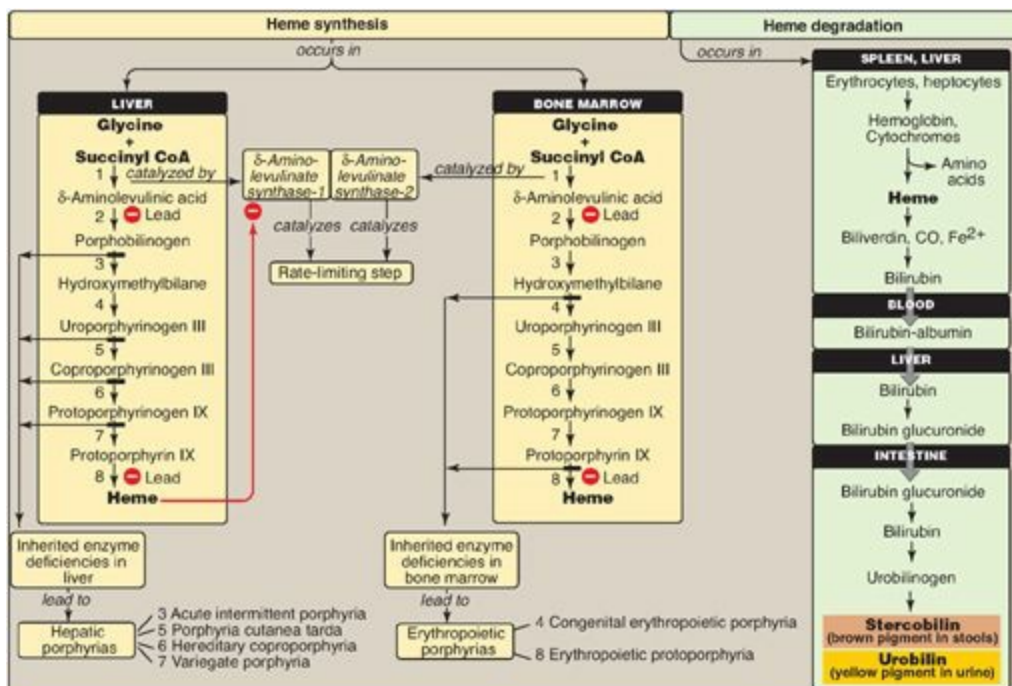 Heme synthesis
Heme degradation
occurs in
occurs in
LIVER
Glycine
+
Succinyl CoA
1
catalyzed by
δ-Aminolevulinic acid
2
Lead
Porphobilinogen
3
Hydroxymethylbilane
4
Uroporphyrinogen III
5
Coproporphyrinogen III
6
Protoporphyrinogen IX
7
Protoporphyrin IX
8
Lead
Heme
δ-Amino-
levulinate
synthase-1
δ-Amino-
levulinate
synthase-2
catalyzes
catalyzes
Rate-limiting step
BONE MARROW
Glycine
+
Succinyl CoA
catalyzed by
1
δ-Aminolevulinic acid
2
Lead
Porphobilinogen
3
Hydroxymethylbilane
4
Uroporphyrinogen III
5
Coproporphyrinogen III
6
Protoporphyrinogen IX
7
Protoporphyrin IX
8
Lead
Heme
Inherited enzyme
deficiencies in
liver
lead to
Hepatic
porphyrias
3 Acute intermittent porphyria
5 Porphyria cutanea tarda
6 Hereditary coproporphyria
7 Variegate porphyria
Inherited enzyme
deficiencies in
bone marrow
lead to
Erythropoietic
porphyrias
4 Congenital erythropoietic porphyria
8 Erythropoietic protoporphyria
SPLEEN, LIVER
Erythrocytes, heptocytes
Hemoglobin,
Cytochromes
Amino
acids
Heme
Biliverdin, CO, Fe2+
Bilirubin
BLOOD
Bilirubin-albumin
LIVER
Bilirubin
Bilirubin glucuronide
INTESTINE
Bilirubin glucuronide
Bilirubin
Urobilinogen
Stercobilin
(brown pigment in stools)
Urobilin
(yellow pigment in urine)